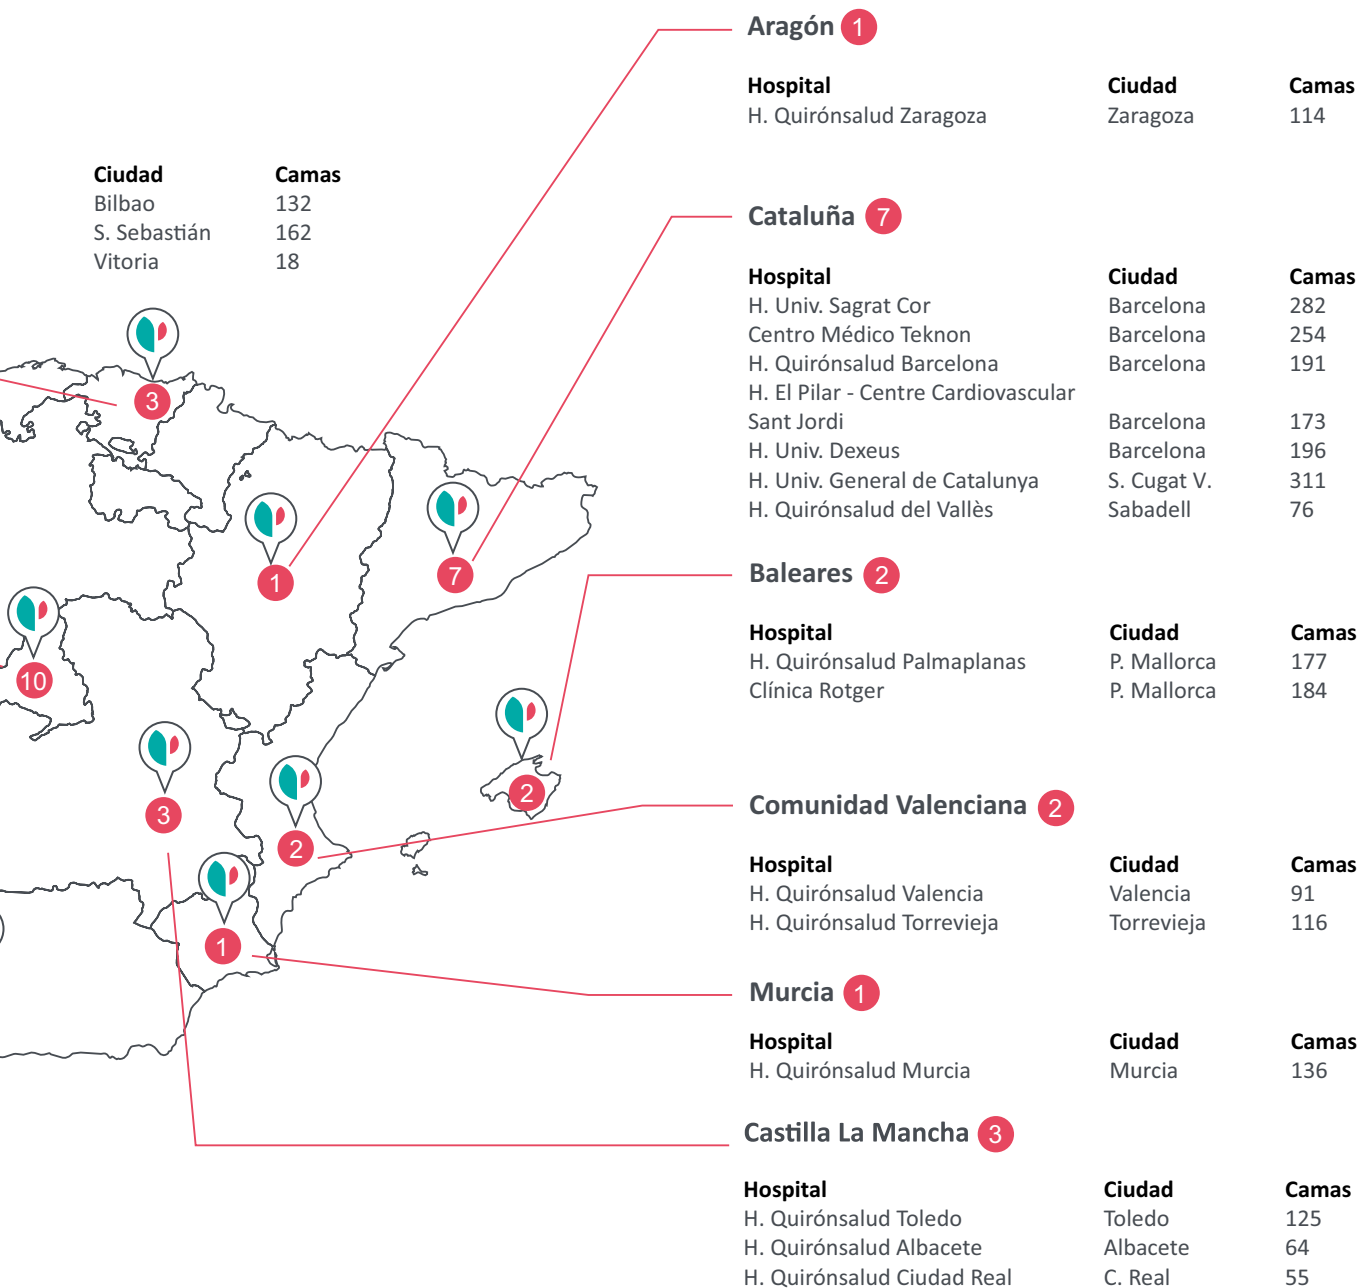 Aragón 1
Hospital Ciudad Camas
H. Quirónsalud Zaragoza Zaragoza 114
Ciudad Camas
Bilbao 132
S. Sebastián 162
Vitoria 18
Cataluña 7
Hospital Ciudad Camas
H. Univ. Sagrat Cor Barcelona 282
Centro Médico Teknon Barcelona 254
H. Quirónsalud Barcelona Barcelona 191
H. El Pilar - Centre Cardiovascular
Sant Jordi Barcelona 173
H. Univ. Dexeus Barcelona 196
H. Univ. General de Catalunya S. Cugat V. 311
H. Quirónsalud del Vallès Sabadell 76
Baleares 2
Hospital Ciudad Camas
H. Quirónsalud Palmaplanas P. Mallorca 177
Clínica Rotger P. Mallorca 184
Comunidad Valenciana 2
Hospital Ciudad Camas
H. Quirónsalud Valencia Valencia 91
H. Quirónsalud Torrevieja Torrevieja 116
Murcia 1
Hospital Ciudad Camas
H. Quirónsalud Murcia Murcia 136
Castilla La Mancha 3
Hospital Ciudad Camas
H. Quirónsalud Toledo Toledo 125
H. Quirónsalud Albacete Albacete 64
H. Quirónsalud Ciudad Real C. Real 55
3
1
7
10
3
2
2
1